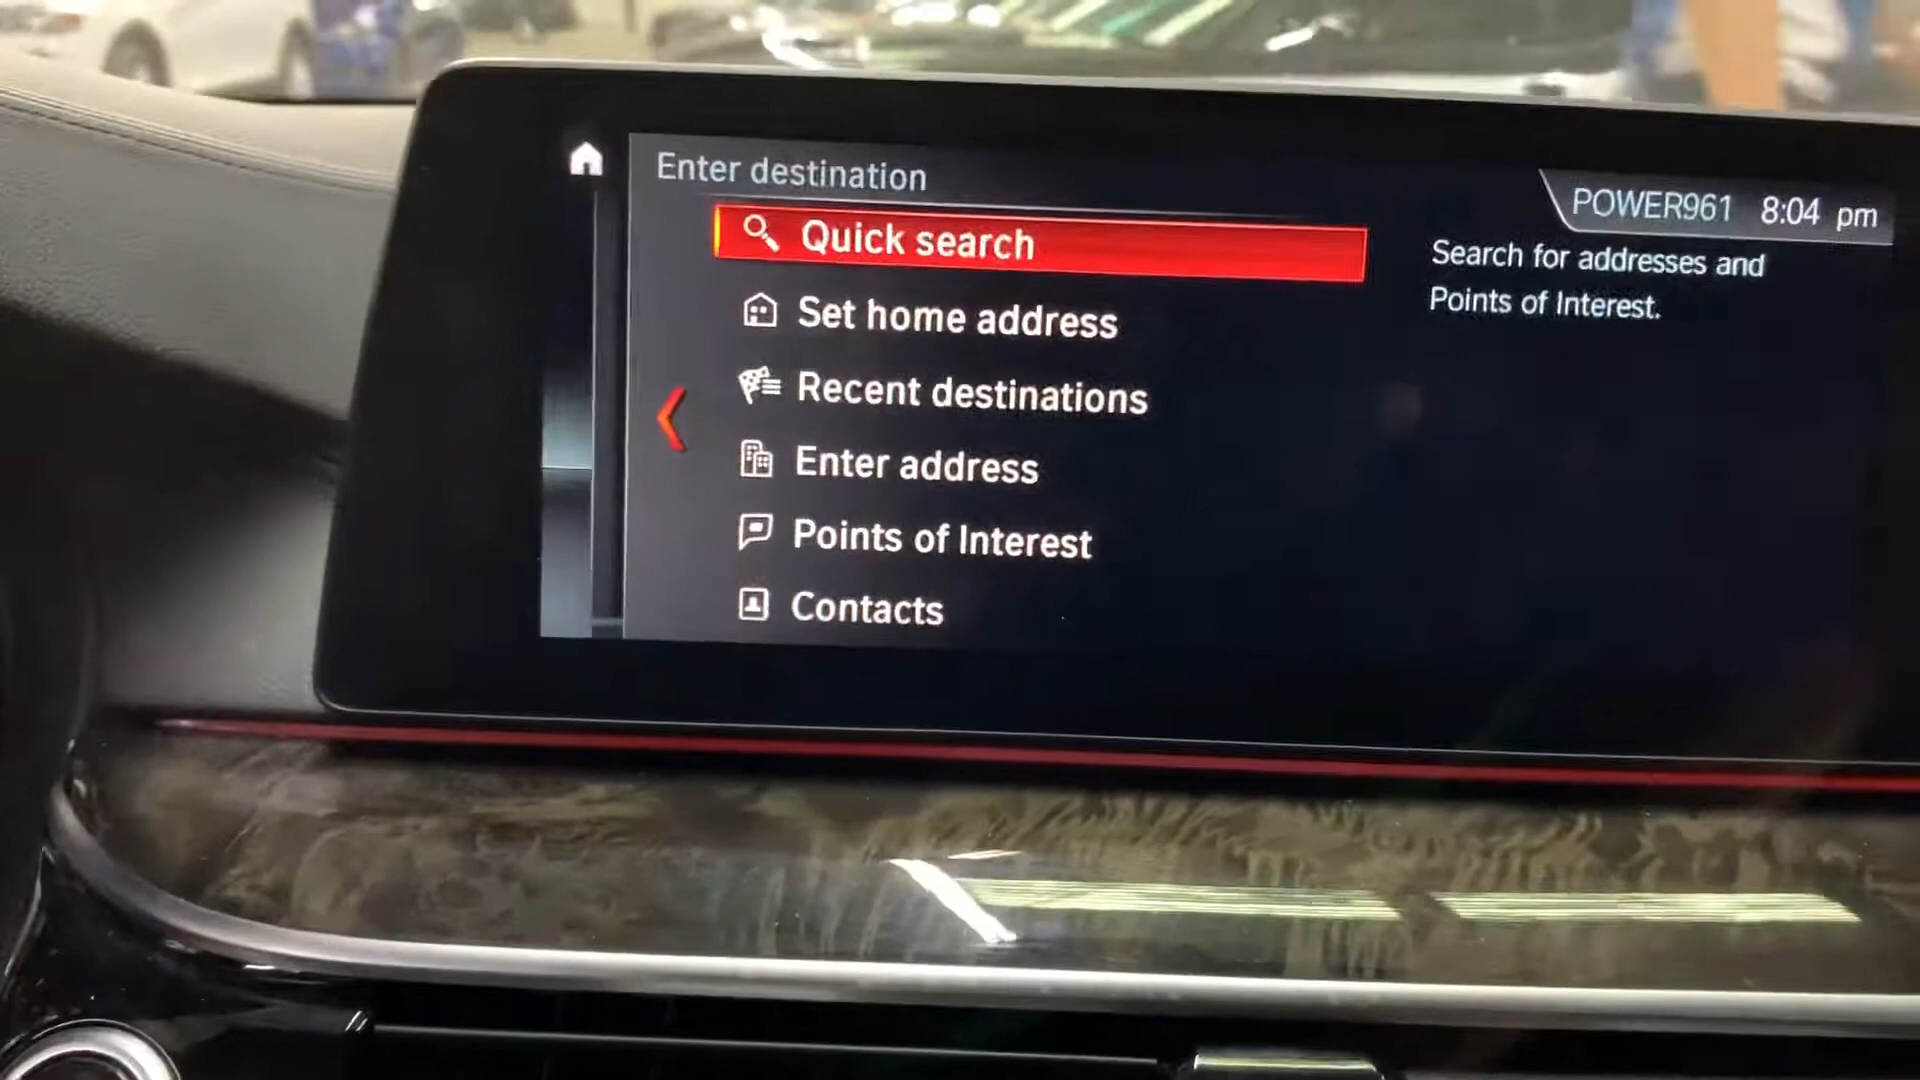 Enter destination
POWER961 8:04 pm
Quick search
Set home address
Recent destinations
Enter address
Points of Interest
Contacts
Search for addresses and
Points of Interest.